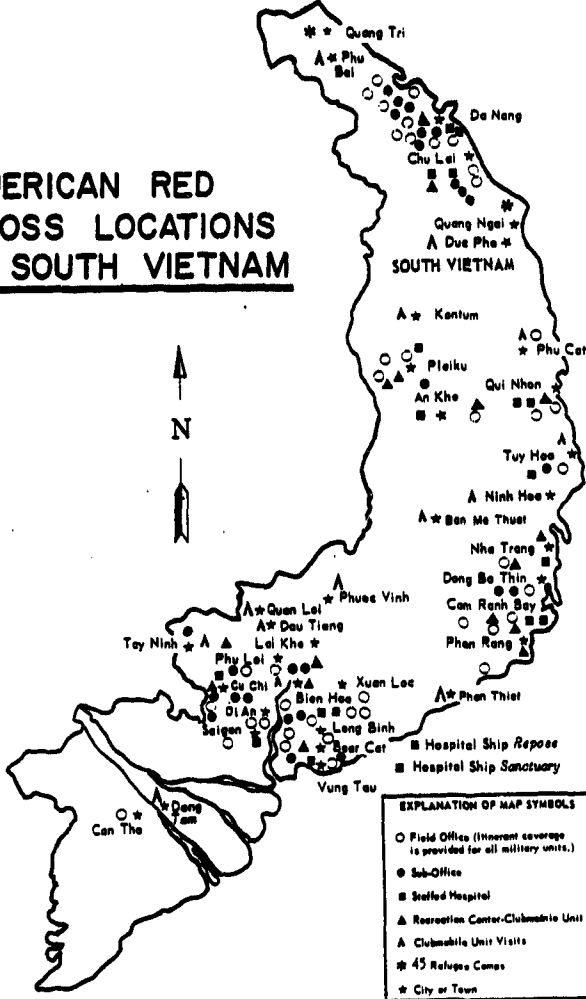 ERICAN RED
OSS LOCATIONS
SOUTH VIETNAM
N
Quang Tri
Phu
Bai
Da Nang
Chu Lai
Quang Ngai
Duc Pho
SOUTH VIETNAM
Kontum
Phu Cat
Pleiku
Qui Nhon
An Khe
Tuy Hoa
Ninh Hoa
Ban Me Thuat
Nha Trang
Dong Ba Thin
Cam Ranh Bay
Phan Rang
Phuoc Vinh
Quan Loi
Dau Tiang
Tay Ninh
Lai Khe
Phu Loi
Cu Chi
Xuan Loc
Bien Hoa
Phan Thiet
Di An
Saigon
Long Binh
Bear Cat
Vung Tau
Hospital Ship Repose
Hospital Ship Sanctuary
Dong
Tam
Can Tho
EXPLANATION OF MAP SYMBOLS
Field Office (Itinerant coverage
is provided for all military units.)
Sub-Office
Staffed Hospital
Recreation Center-Clubmobile Unit
Clubmobile Unit Visits
45 Refugee Camps
City or Town